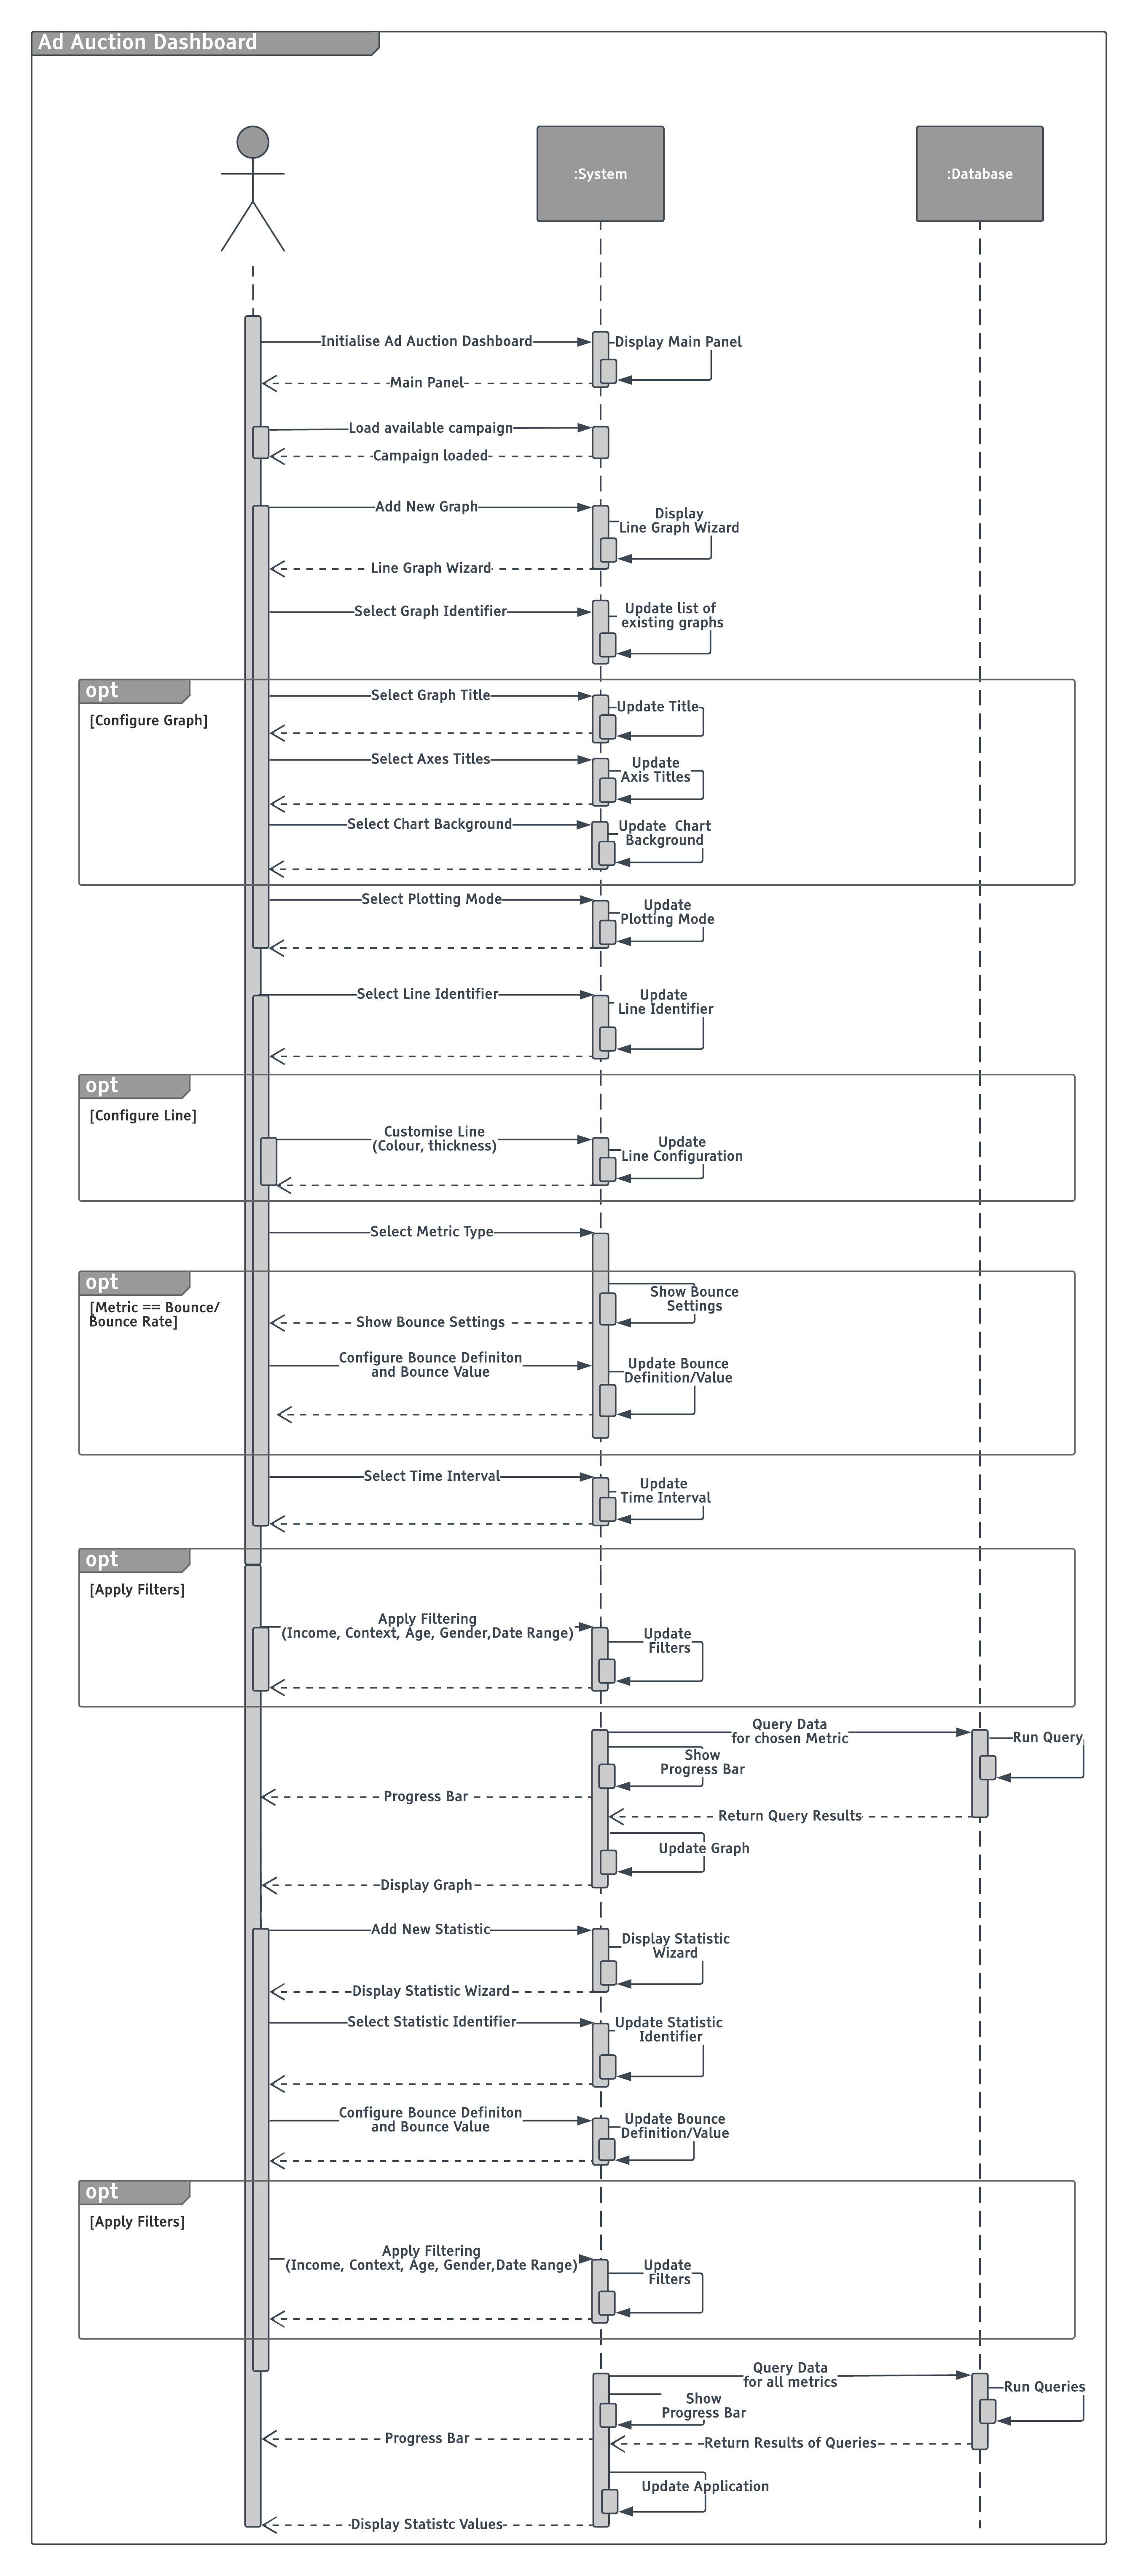 Ad Auction Dashboard
:System
:Database
Initialise Ad Auction Dashboard
Display Main Panel
Main Panel
Load available campaign
Campaign loaded
Add New Graph
Display
Line Graph Wizard
Line Graph Wizard
Select Graph Identifier
Update list of
existing graphs
opt
[Configure Graph]
Select Graph Title
Update Title
Select Axes Titles
Update
Axis Titles
Select Chart Background
Update Chart
Background
Select Plotting Mode
Update
Plotting Mode
Select Line Identifier
Update
Line Identifier
opt
[Configure Line]
Customise Line
(Colour, thickness)
Update
Line Configuration
Select Metric Type
opt
[Metric == Bounce/
Bounce Rate]
Show Bounce
Settings
Show Bounce Settings
Configure Bounce Definiton
and Bounce Value
Update Bounce
Definition/Value
Select Time Interval
Update
Time Interval
opt
[Apply Filters]
Apply Filtering
(Income, Context, Age, Gender,Date Range)
Update
Filters
Query Data
for chosen Metric
Run Query
Show
Progress Bar
Progress Bar
Return Query Results
Update Graph
Display Graph
Add New Statistic
Display Statistic
Wizard
Display Statistic Wizard
Select Statistic Identifier
Update Statistic
Identifier
Configure Bounce Definiton
and Bounce Value
Update Bounce
Definition/Value
opt
[Apply Filters]
Apply Filtering
(Income, Context, Age, Gender,Date Range)
Update
Filters
Query Data
for all metrics
Run Queries
Show
Progress Bar
Progress Bar
Return Results of Queries
Update Application
Display Statistc Values